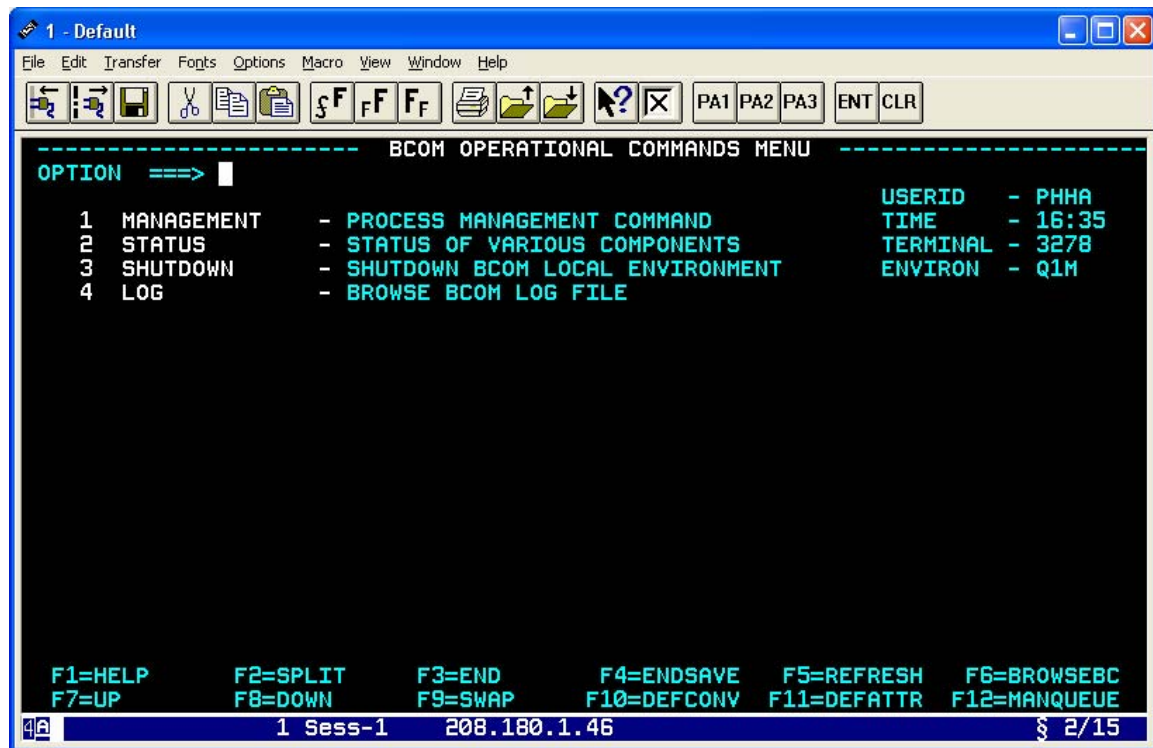 1 - Default
File Edit Transfer Fonts Options Macro View Window Help
PA1 PA2 PA3 ENT CLR
------------------------ BCOM OPERATIONAL COMMANDS MENU -----------------------
OPTION ===>
USERID - PHHA
1 MANAGEMENT - PROCESS MANAGEMENT COMMAND TIME - 16:35
2 STATUS - STATUS OF VARIOUS COMPONENTS TERMINAL - 3278
3 SHUTDOWN - SHUTDOWN BCOM LOCAL ENVIRONMENT ENVIRON - Q1M
4 LOG - BROWSE BCOM LOG FILE
F1=HELP F2=SPLIT F3=END F4=ENDSAVE F5=REFRESH F6=BROWSEBC
F7=UP F8=DOWN F9=SWAP F10=DEFCONV F11=DEFATTR F12=MANQUEUE
4A 1 Sess-1 208.180.1.46 § 2/15